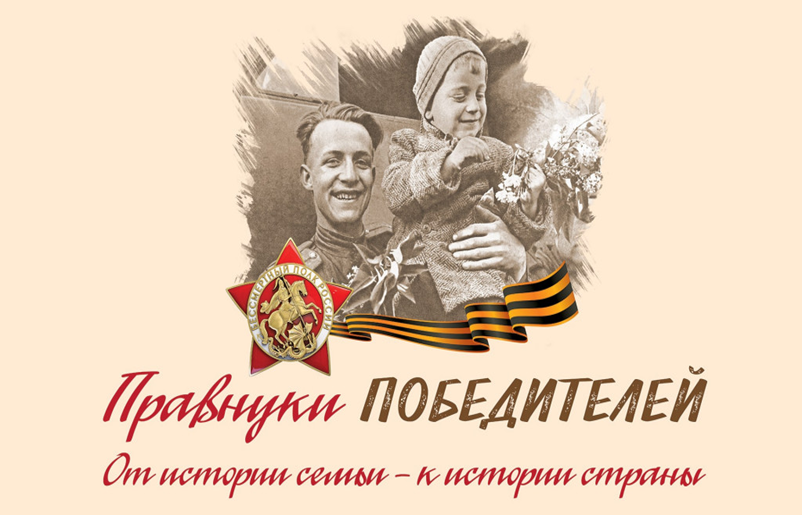 БЕССМЕРТНЫЙ ПОЛК РОССИИ
Правнуки ПОБЕДИТЕЛЕЙ
От истории семьи – к истории страны